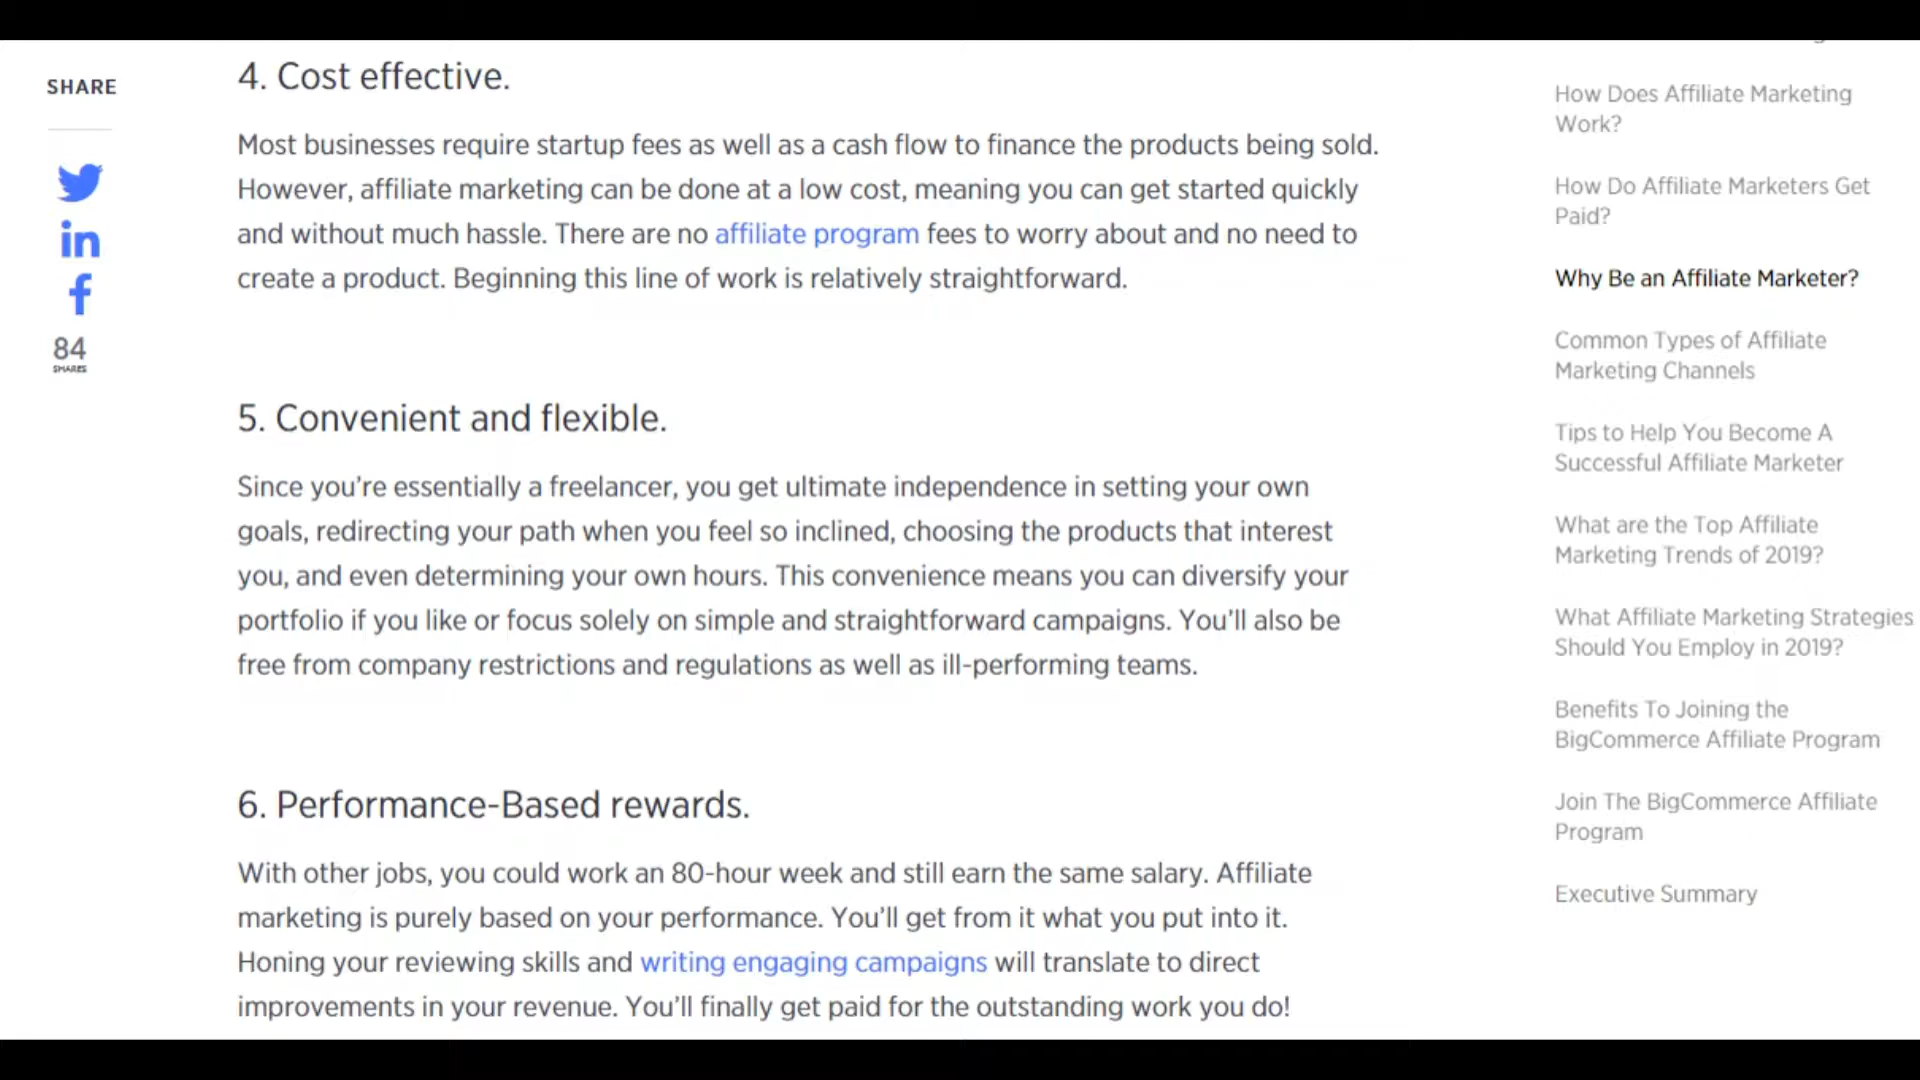 SHARE
84
SHARES
4. Cost effective.
Most businesses require startup fees as well as a cash flow to finance the products being sold.
However, affiliate marketing can be done at a low cost, meaning you can get started quickly
and without much hassle. There are no affiliate program fees to worry about and no need to
create a product. Beginning this line of work is relatively straightforward.
5. Convenient and flexible.
Since you’re essentially a freelancer, you get ultimate independence in setting your own
goals, redirecting your path when you feel so inclined, choosing the products that interest
you, and even determining your own hours. This convenience means you can diversify your
portfolio if you like or focus solely on simple and straightforward campaigns. You’ll also be
free from company restrictions and regulations as well as ill-performing teams.
6. Performance-Based rewards.
With other jobs, you could work an 80-hour week and still earn the same salary. Affiliate
marketing is purely based on your performance. You’ll get from it what you put into it.
Honing your reviewing skills and writing engaging campaigns will translate to direct
improvements in your revenue. You’ll finally get paid for the outstanding work you do!
How Does Affiliate Marketing
Work?
How Do Affiliate Marketers Get
Paid?
Why Be an Affiliate Marketer?
Common Types of Affiliate
Marketing Channels
Tips to Help You Become A
Successful Affiliate Marketer
What are the Top Affiliate
Marketing Trends of 2019?
What Affiliate Marketing Strategies
Should You Employ in 2019?
Benefits To Joining the
BigCommerce Affiliate Program
Join The BigCommerce Affiliate
Program
Executive Summary